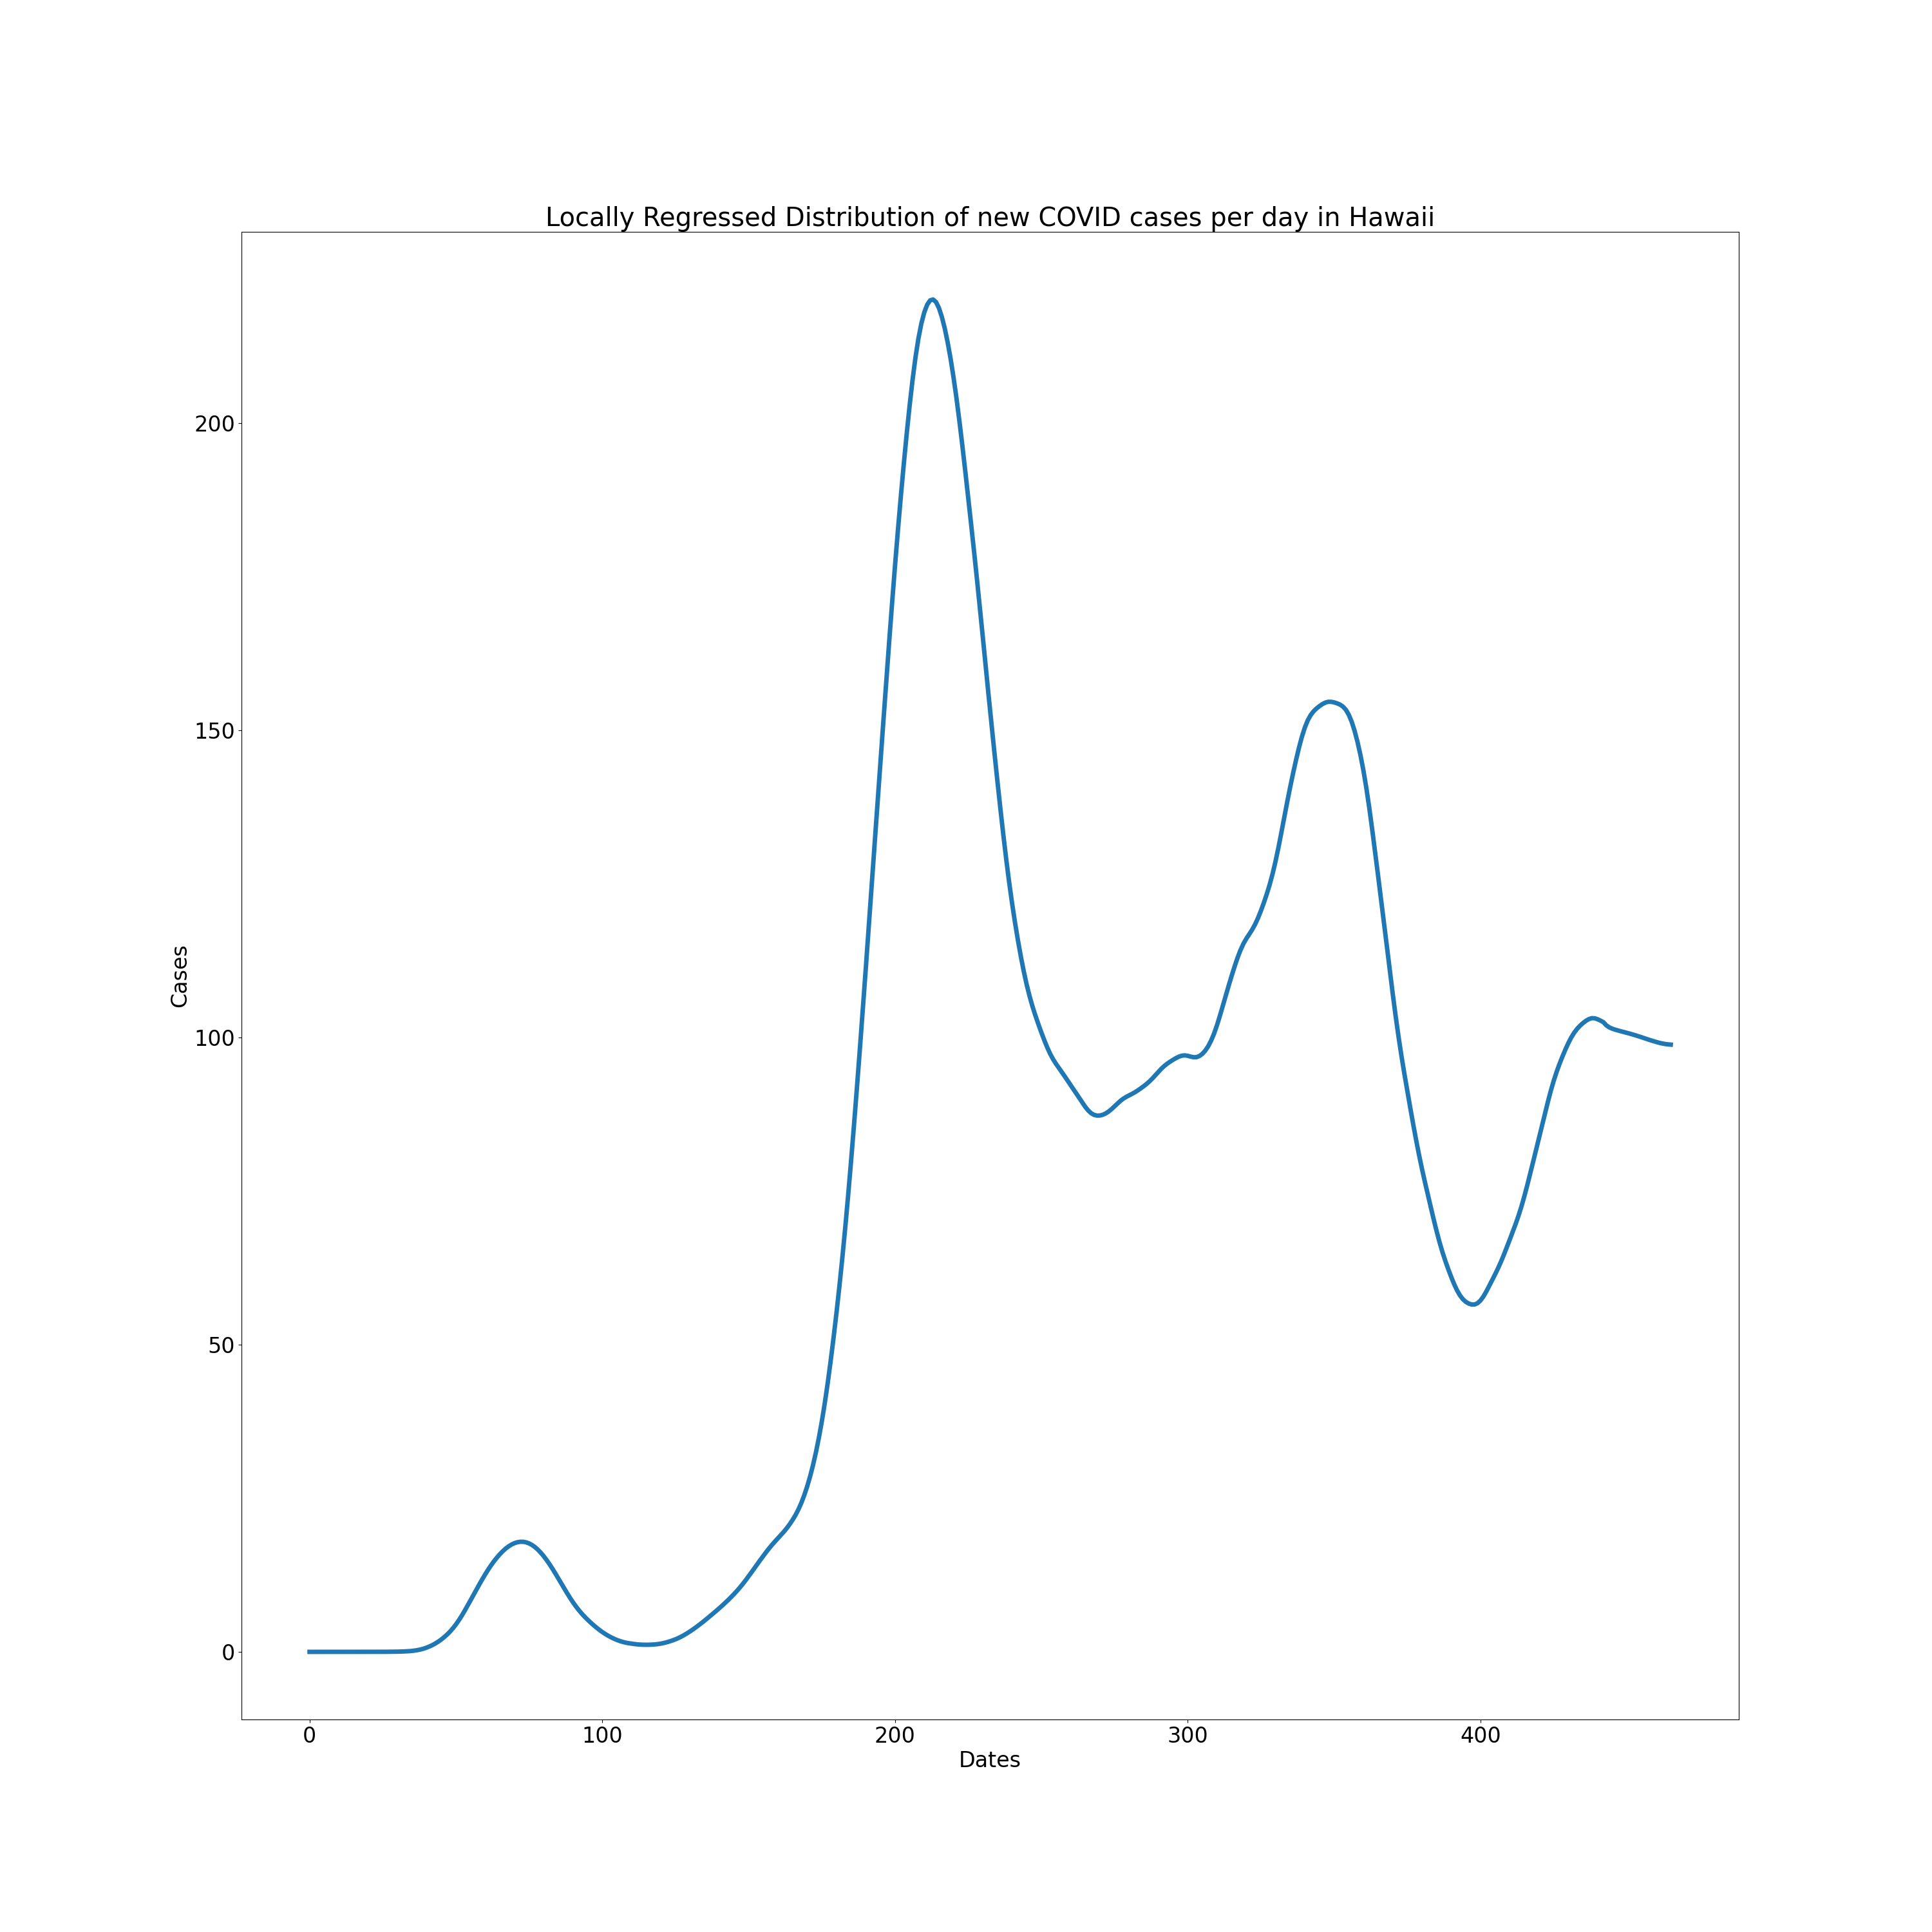 Locally Regressed Distribution of new COVID cases per day in Hawaii
200
150
100
50
0
Cases
0 100 200 300 400
Dates